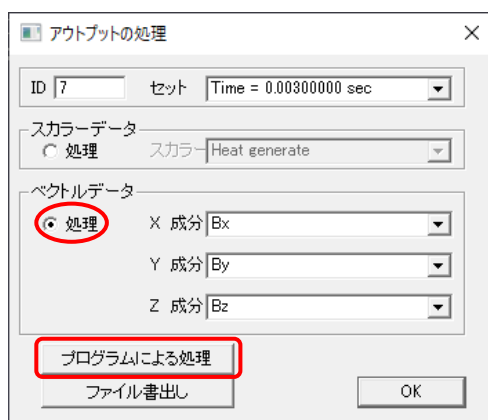 アウトプットの処理
ID 7 セット Time = 0.00300000 sec
スカラーデータ
処理 スカラー Heat generate
ベクトルデータ
処理 X 成分 Bx
Y 成分 By
Z 成分 Bz
プログラムによる処理
ファイル書出し OK